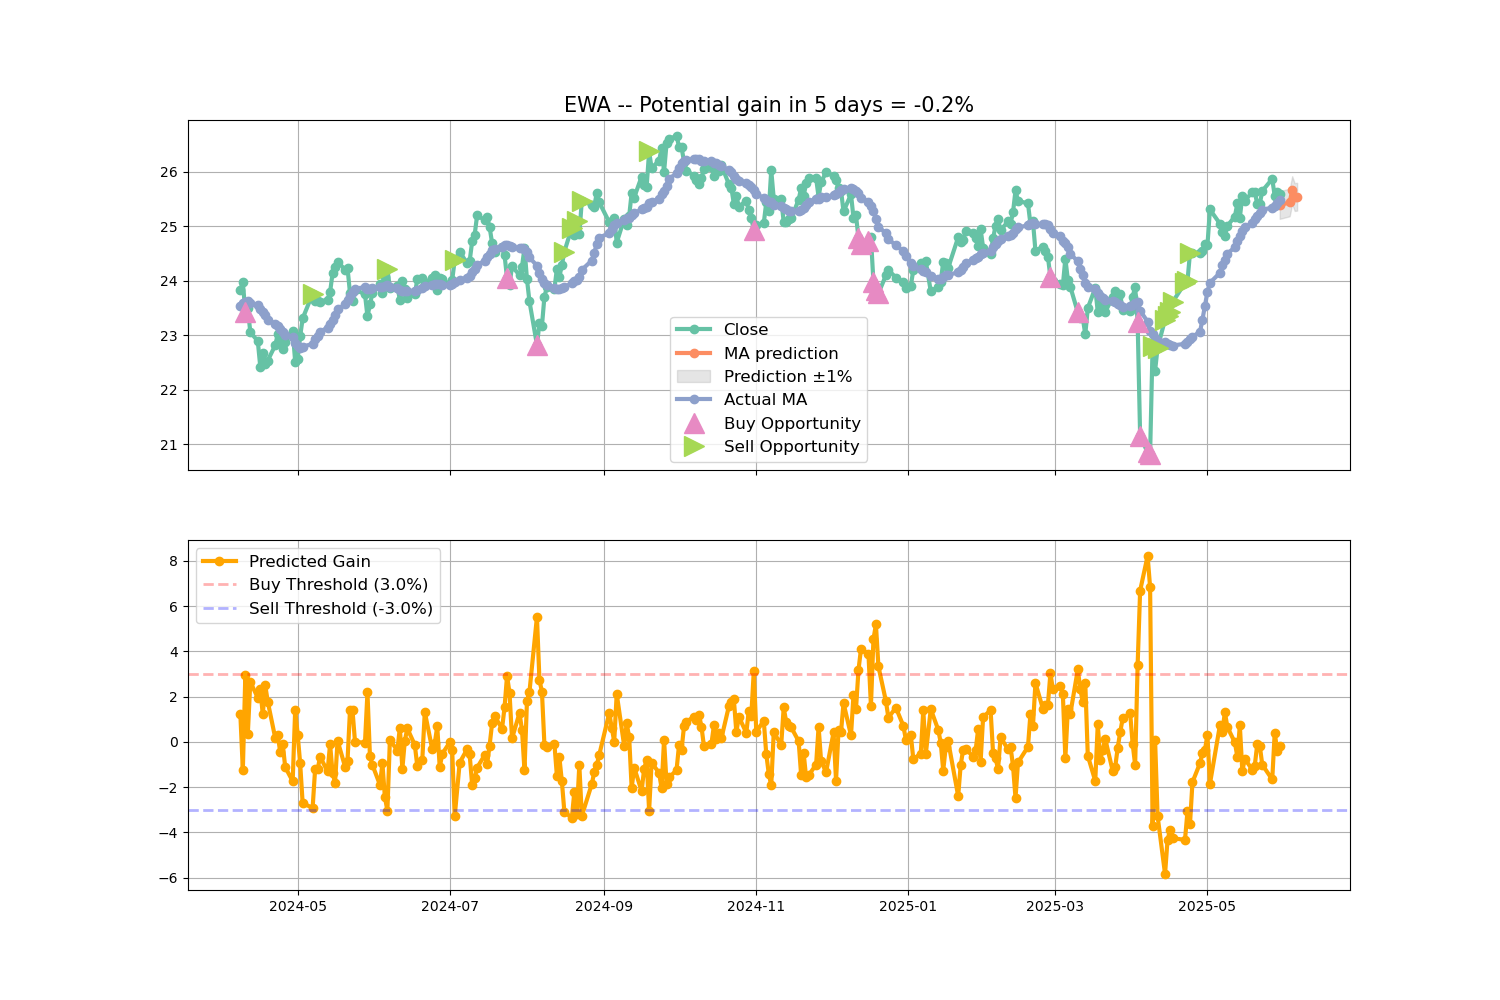 EWA -- Potential gain in 5 days = -0.2%
26
25
24
23
22
21
Close
MA prediction
Prediction ±1%
Actual MA
Buy Opportunity
Sell Opportunity
8
6
4
2
0
−2
−4
−6
Predicted Gain
Buy Threshold (3.0%)
Sell Threshold (-3.0%)
2024-05
2024-07
2024-09
2024-11
2025-01
2025-03
2025-05